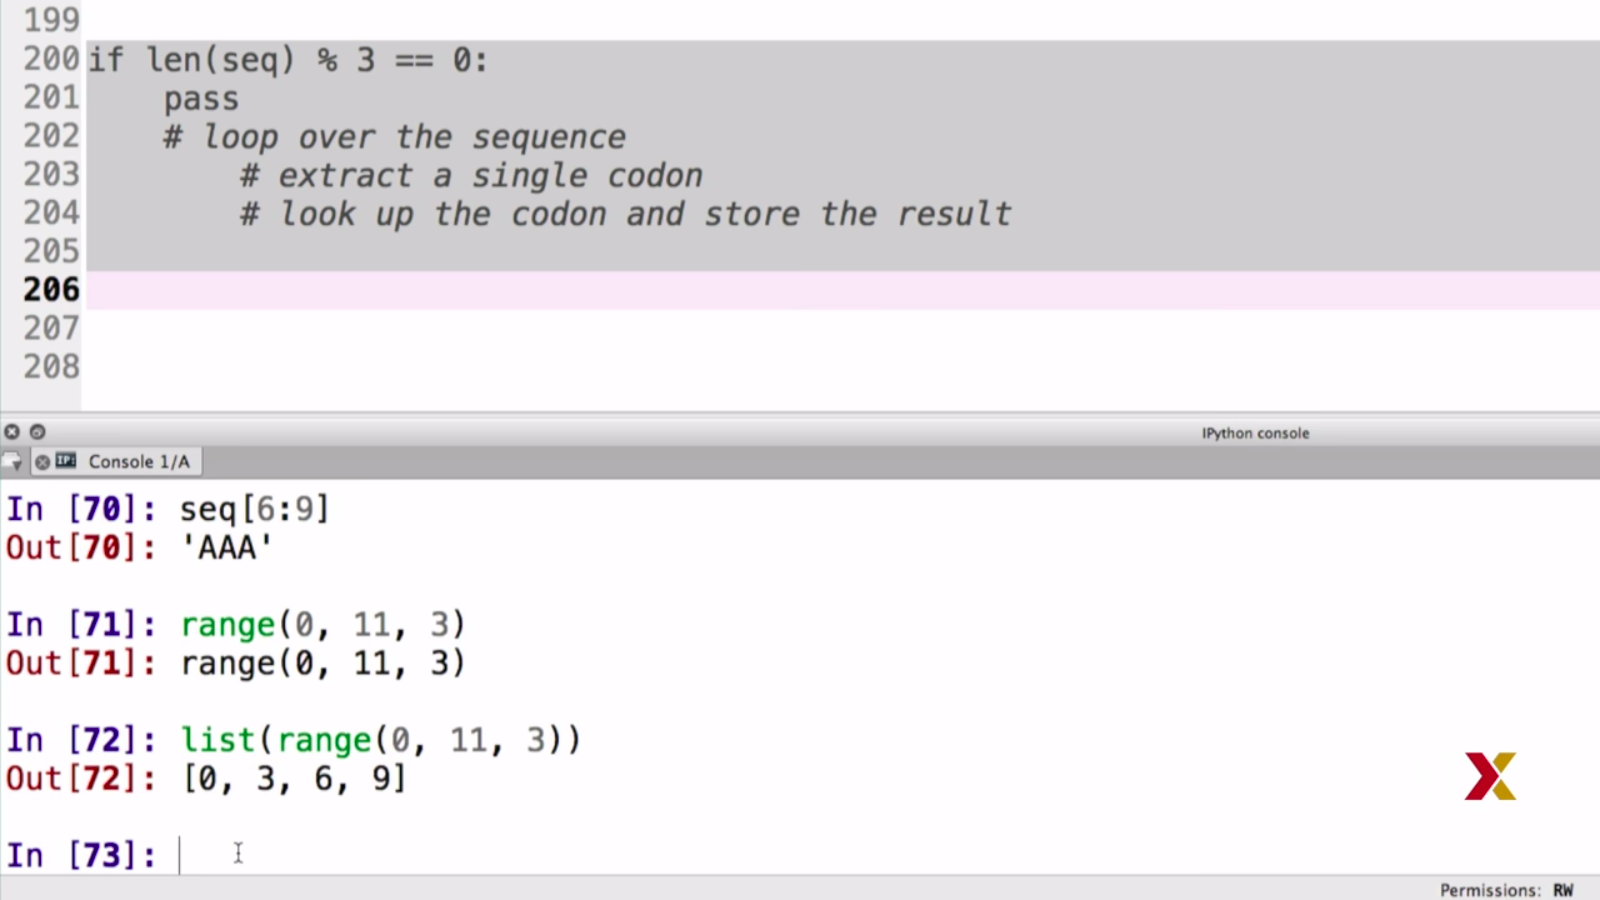 199
200 if len(seq) % 3 == 0:
201 pass
202 # loop over the sequence
203 # extract a single codon
204 # look up the codon and store the result
205
206
207
208
IPython console
IP: Console 1/A
In [70]: seq[6:9]
Out[70]: 'AAA'
In [71]: range(0, 11, 3)
Out[71]: range(0, 11, 3)
In [72]: list(range(0, 11, 3))
Out[72]: [0, 3, 6, 9]
In [73]:
X
Permissions: RW